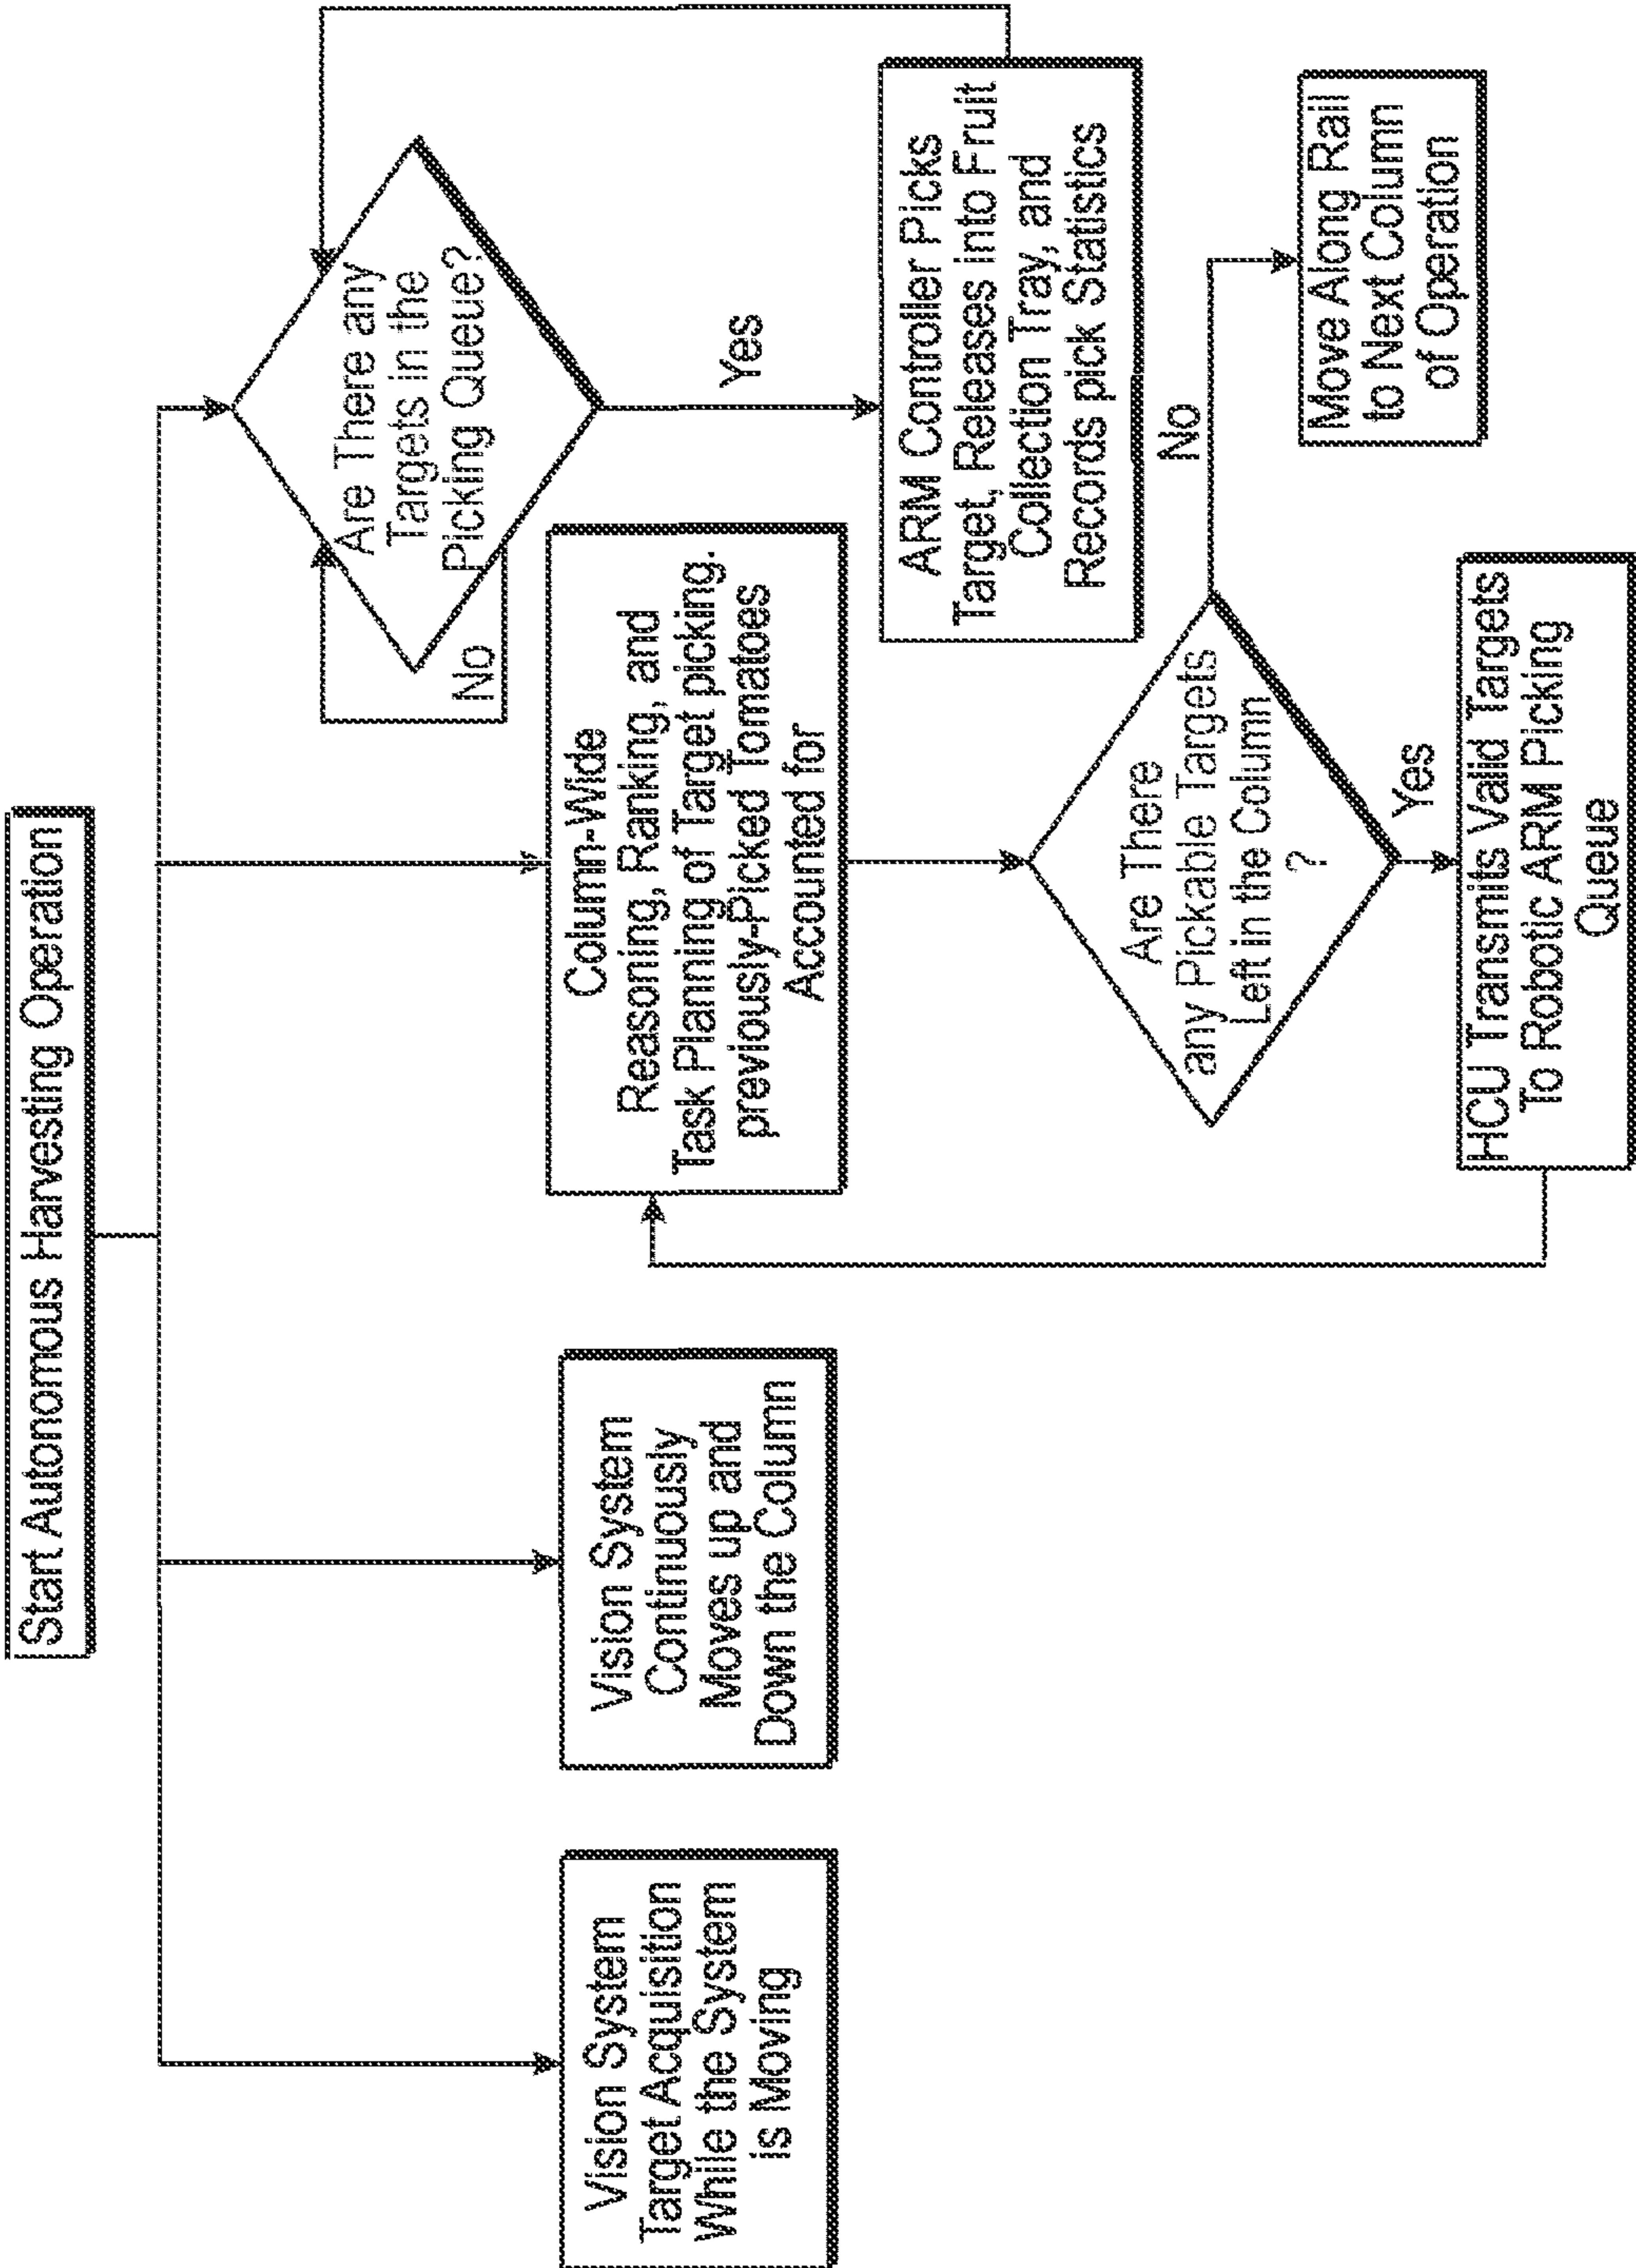 Start Autonomous Harvesting Operation
Vision System
Target Acquisition
While the System
is Moving
Vision System
Continuously
Moves up and
Down the Column
Column-Wide
Reasoning, Ranking, and
Task Planning of Target picking.
previously-Picked Tomatoes
Accounted for
Are There any
Targets in the
Picking Queue?
No
Yes
ARM Controller Picks
Target, Releases into Fruit
Collection Tray, and
Records pick Statistics
Are There
any Pickable Targets
Left in the Column
?
No
Yes
Move Along Rail
to Next Column
of Operation
HCU Transmits Valid Targets
To Robotic ARM Picking
Queue